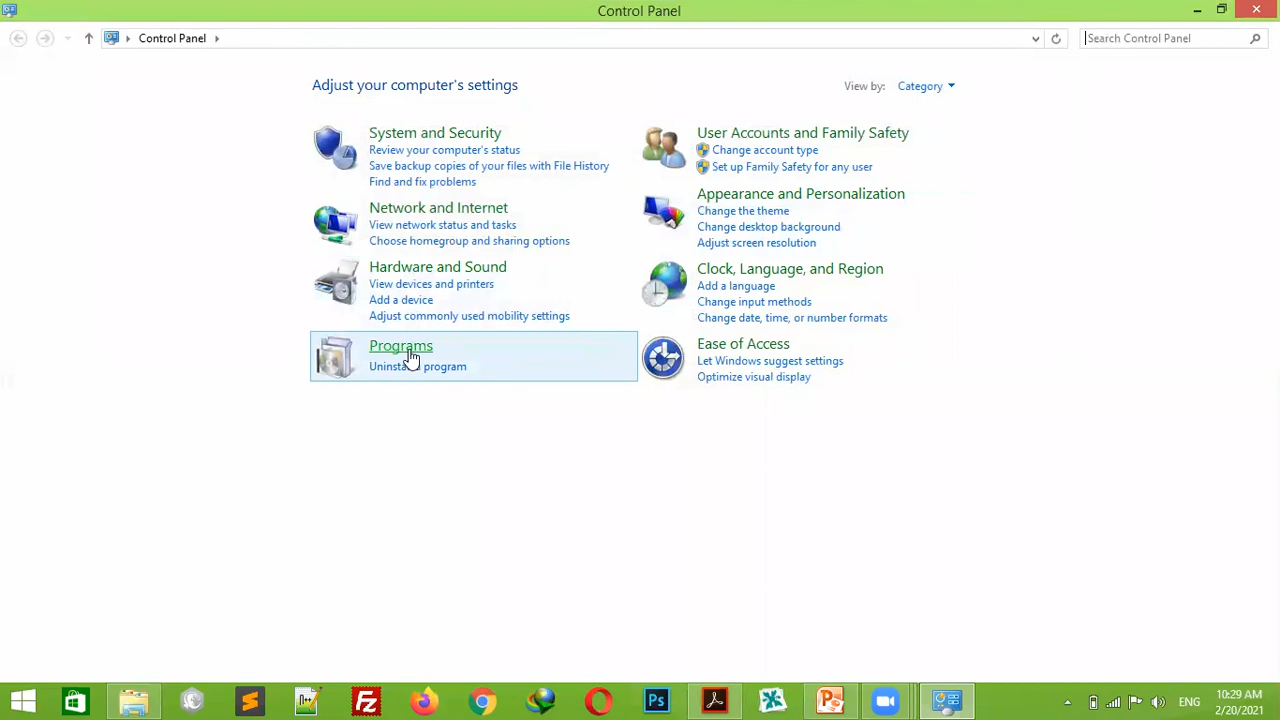 Control Panel
Control Panel
Search Control Panel
Adjust your computer's settings
View by: Category
System and Security
Review your computer's status
Save backup copies of your files with File History
Find and fix problems
Network and Internet
View network status and tasks
Choose homegroup and sharing options
Hardware and Sound
View devices and printers
Add a device
Adjust commonly used mobility settings
Programs
Uninstall a program
User Accounts and Family Safety
Change account type
Set up Family Safety for any user
Appearance and Personalization
Change the theme
Change desktop background
Adjust screen resolution
Clock, Language, and Region
Add a language
Change input methods
Change date, time, or number formats
Ease of Access
Let Windows suggest settings
Optimize visual display
Fz
Ps
P
ENG
10:29 AM
2/20/2021